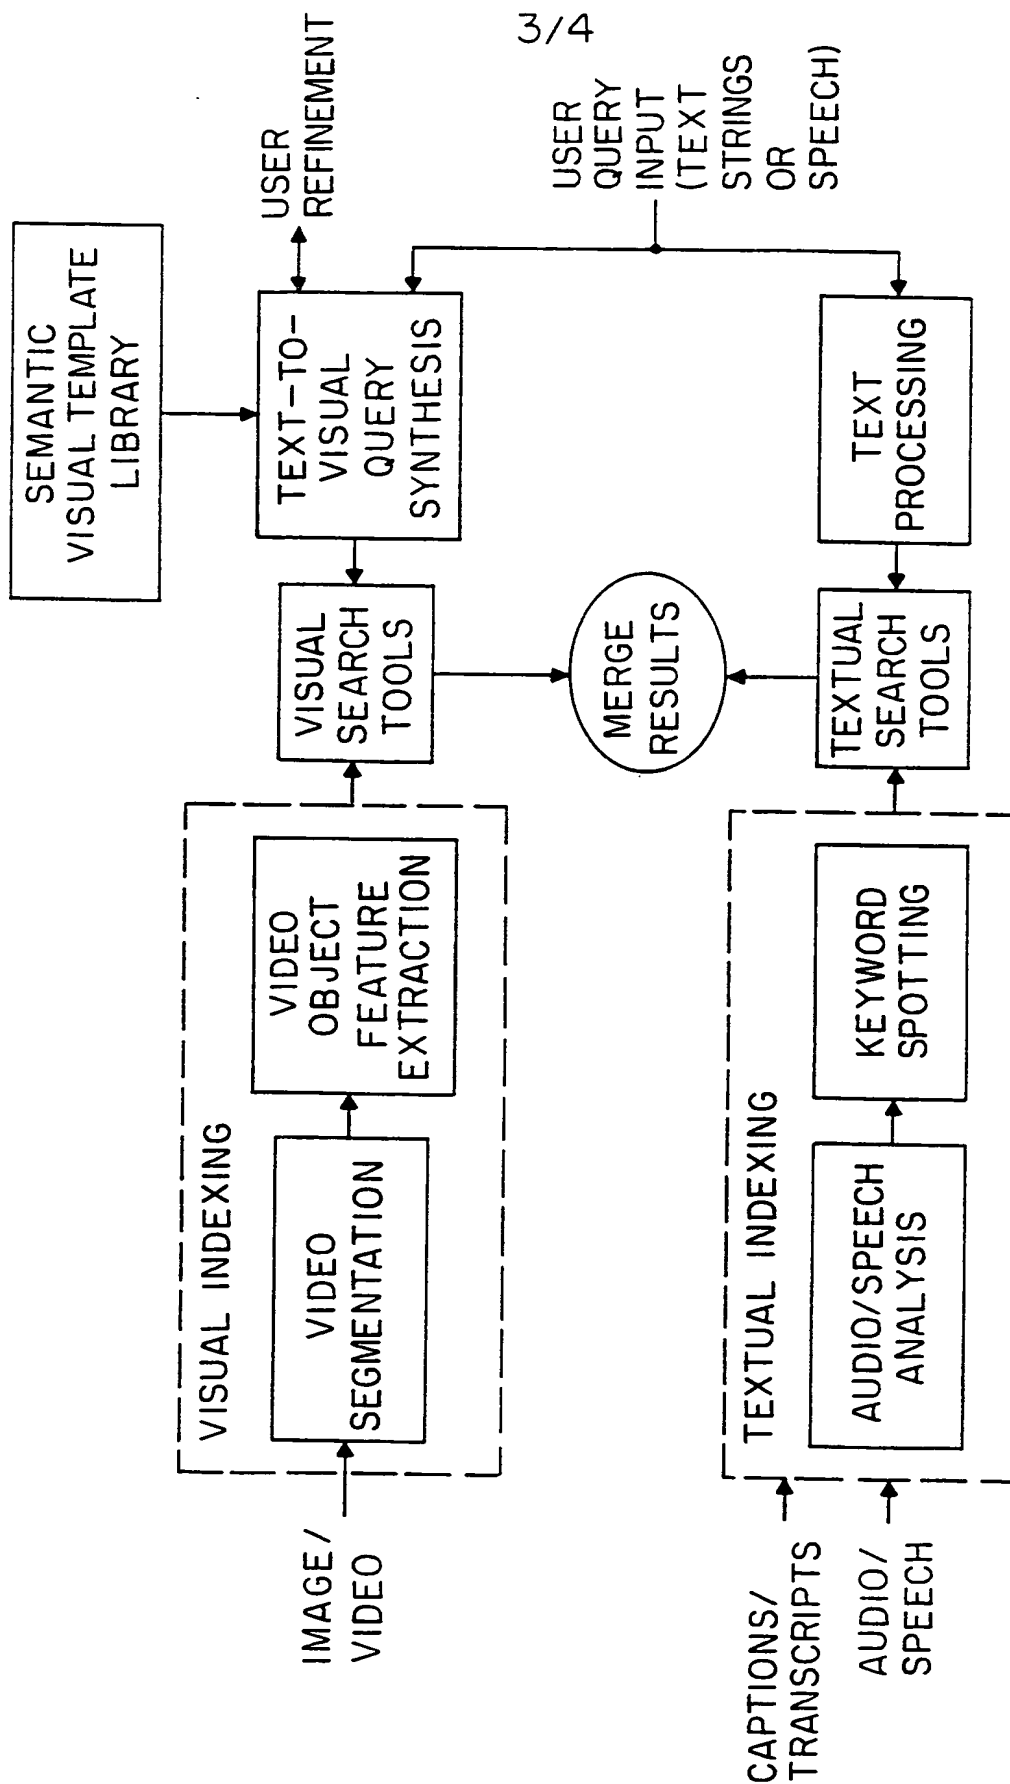 3/4
SEMANTIC
VISUAL TEMPLATE
LIBRARY
USER
REFINEMENT
TEXT-TO-
VISUAL
QUERY
SYNTHESIS
VISUAL
SEARCH
TOOLS
VISUAL INDEXING
VIDEO
OBJECT
FEATURE
EXTRACTION
VIDEO
SEGMENTATION
IMAGE/
VIDEO
USER
QUERY
INPUT
(TEXT
STRINGS
OR
SPEECH)
MERGE
RESULTS
TEXT
PROCESSING
TEXTUAL
SEARCH
TOOLS
TEXTUAL INDEXING
KEYWORD
SPOTTING
AUDIO/SPEECH
ANALYSIS
CAPTIONS/
TRANSCRIPTS
AUDIO/
SPEECH